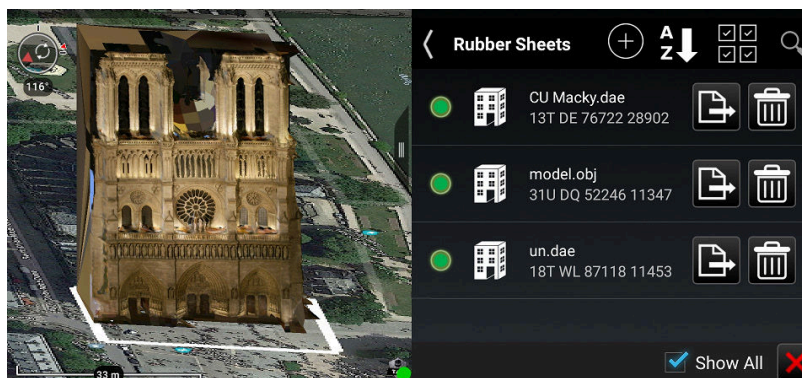 116°
33 m
Rubber Sheets
A
Z
CU Macky.dae
13T DE 76722 28902
model.obj
31U DQ 52246 11347
un.dae
18T WL 87118 11453
Show All